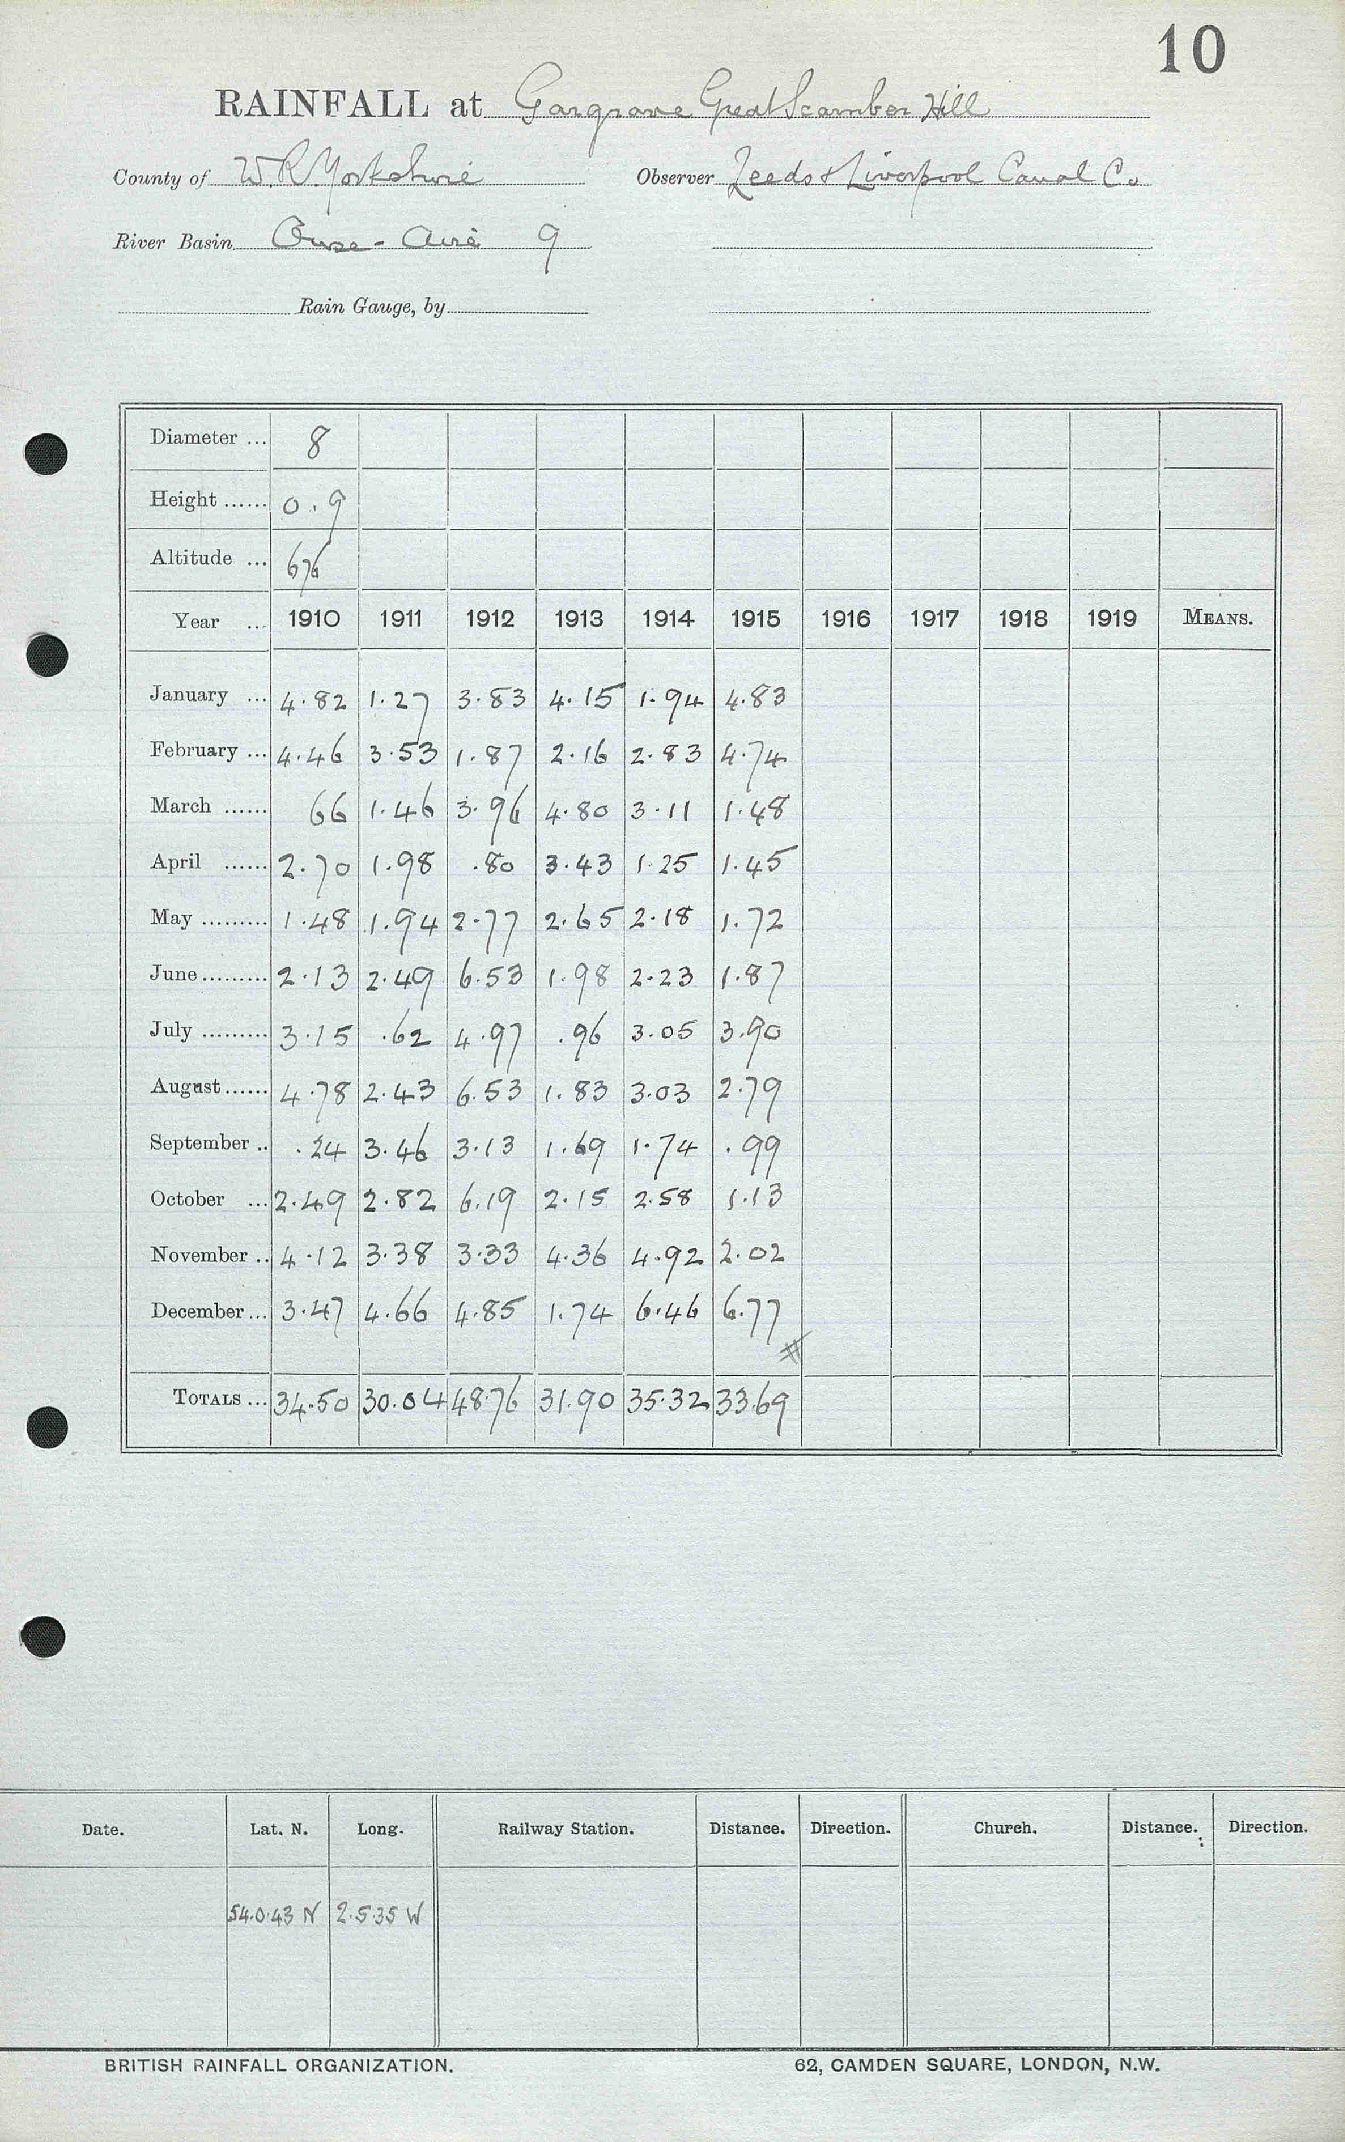 10
RAINFALL at Gargrave Great Scamber Hill
County of W. R. Yorkshire Observer Leeds & Liverpool Canal Co
River Basin Ouse - Aire 9
Rain Gauge, by
Diameter ... 8
Height ...... 0.9
Altitude ... 676
Year ... 1910 1911 1912 1913 1914 1915 1916 1917 1918 1919 MEANS.
January ... 4.82 1.27 3.83 4.15 1.94 4.83
February ... 4.46 3.53 1.87 2.16 2.83 4.74
March ...... 66 1.46 3.96 4.80 3.11 1.48
April ...... 2.70 1.98 .80 3.43 1.25 1.45
May ......... 1.48 1.94 2.77 2.65 2.18 1.72
June ......... 2.13 2.49 6.53 1.98 2.23 1.87
July ......... 3.15 .62 4.97 .96 3.05 3.90
August ...... 4.78 2.43 6.53 1.83 3.03 2.79
September .. .24 3.46 3.13 1.69 1.74 .99
October ... 2.49 2.82 6.19 2.15 2.58 1.13
November .. 4.12 3.38 3.33 4.36 4.92 2.02
December ... 3.47 4.66 4.85 1.74 6.46 6.77
#
TOTALS ... 34.50 30.04 48.76 31.90 35.32 33.69
Date. Lat. N. Long. Railway Station. Distance. Direction. Church. Distance. Direction.
54.0.43 N 2.5.35 W
BRITISH RAINFALL ORGANIZATION. 62, CAMDEN SQUARE, LONDON, N.W.